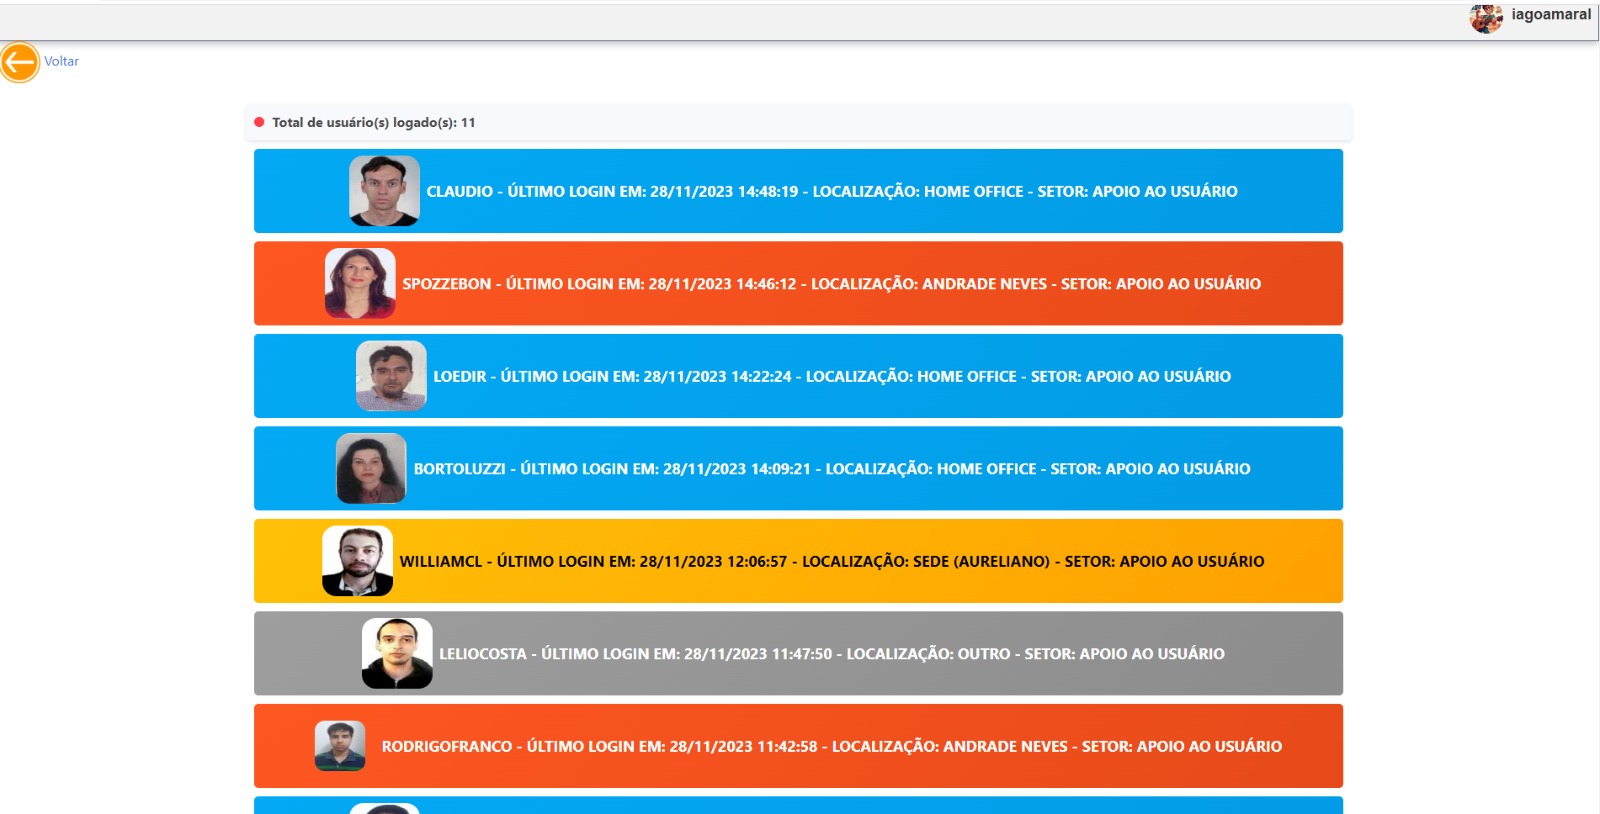 iagoamaral
Voltar
Total de usuário(s) logado(s): 11
CLAUDIO - ÚLTIMO LOGIN EM: 28/11/2023 14:48:19 - LOCALIZAÇÃO: HOME OFFICE - SETOR: APOIO AO USUÁRIO
SPOZZEBON - ÚLTIMO LOGIN EM: 28/11/2023 14:46:12 - LOCALIZAÇÃO: ANDRADE NEVES - SETOR: APOIO AO USUÁRIO
LOEDIR - ÚLTIMO LOGIN EM: 28/11/2023 14:22:24 - LOCALIZAÇÃO: HOME OFFICE - SETOR: APOIO AO USUÁRIO
BORTOLUZZI - ÚLTIMO LOGIN EM: 28/11/2023 14:09:21 - LOCALIZAÇÃO: HOME OFFICE - SETOR: APOIO AO USUÁRIO
WILLIAMCL - ÚLTIMO LOGIN EM: 28/11/2023 12:06:57 - LOCALIZAÇÃO: SEDE (AURELIANO) - SETOR: APOIO AO USUÁRIO
LELIOCOSTA - ÚLTIMO LOGIN EM: 28/11/2023 11:47:50 - LOCALIZAÇÃO: OUTRO - SETOR: APOIO AO USUÁRIO
RODRIGOFRANCO - ÚLTIMO LOGIN EM: 28/11/2023 11:42:58 - LOCALIZAÇÃO: ANDRADE NEVES - SETOR: APOIO AO USUÁRIO